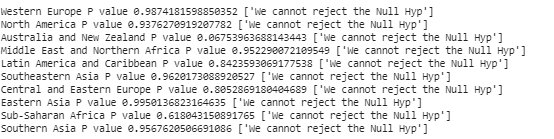 Western Europe P value 0.9874181598850352 ['We cannot reject the Null Hyp']
North America P value 0.9376279919207782 ['We cannot reject the Null Hyp']
Australia and New Zealand P value 0.06753963688143443 ['We cannot reject the Null Hyp']
Middle East and Northern Africa P value 0.952290072109549 ['We cannot reject the Null Hyp']
Latin America and Caribbean P value 0.8423593069177538 ['We cannot reject the Null Hyp']
Southeastern Asia P value 0.9620173088920527 ['We cannot reject the Null Hyp']
Central and Eastern Europe P value 0.8052869180404689 ['We cannot reject the Null Hyp']
Eastern Asia P value 0.9950136823164635 ['We cannot reject the Null Hyp']
Sub-Saharan Africa P value 0.618043150891765 ['We cannot reject the Null Hyp']
Southern Asia P value 0.9567620506691086 ['We cannot reject the Null Hyp']